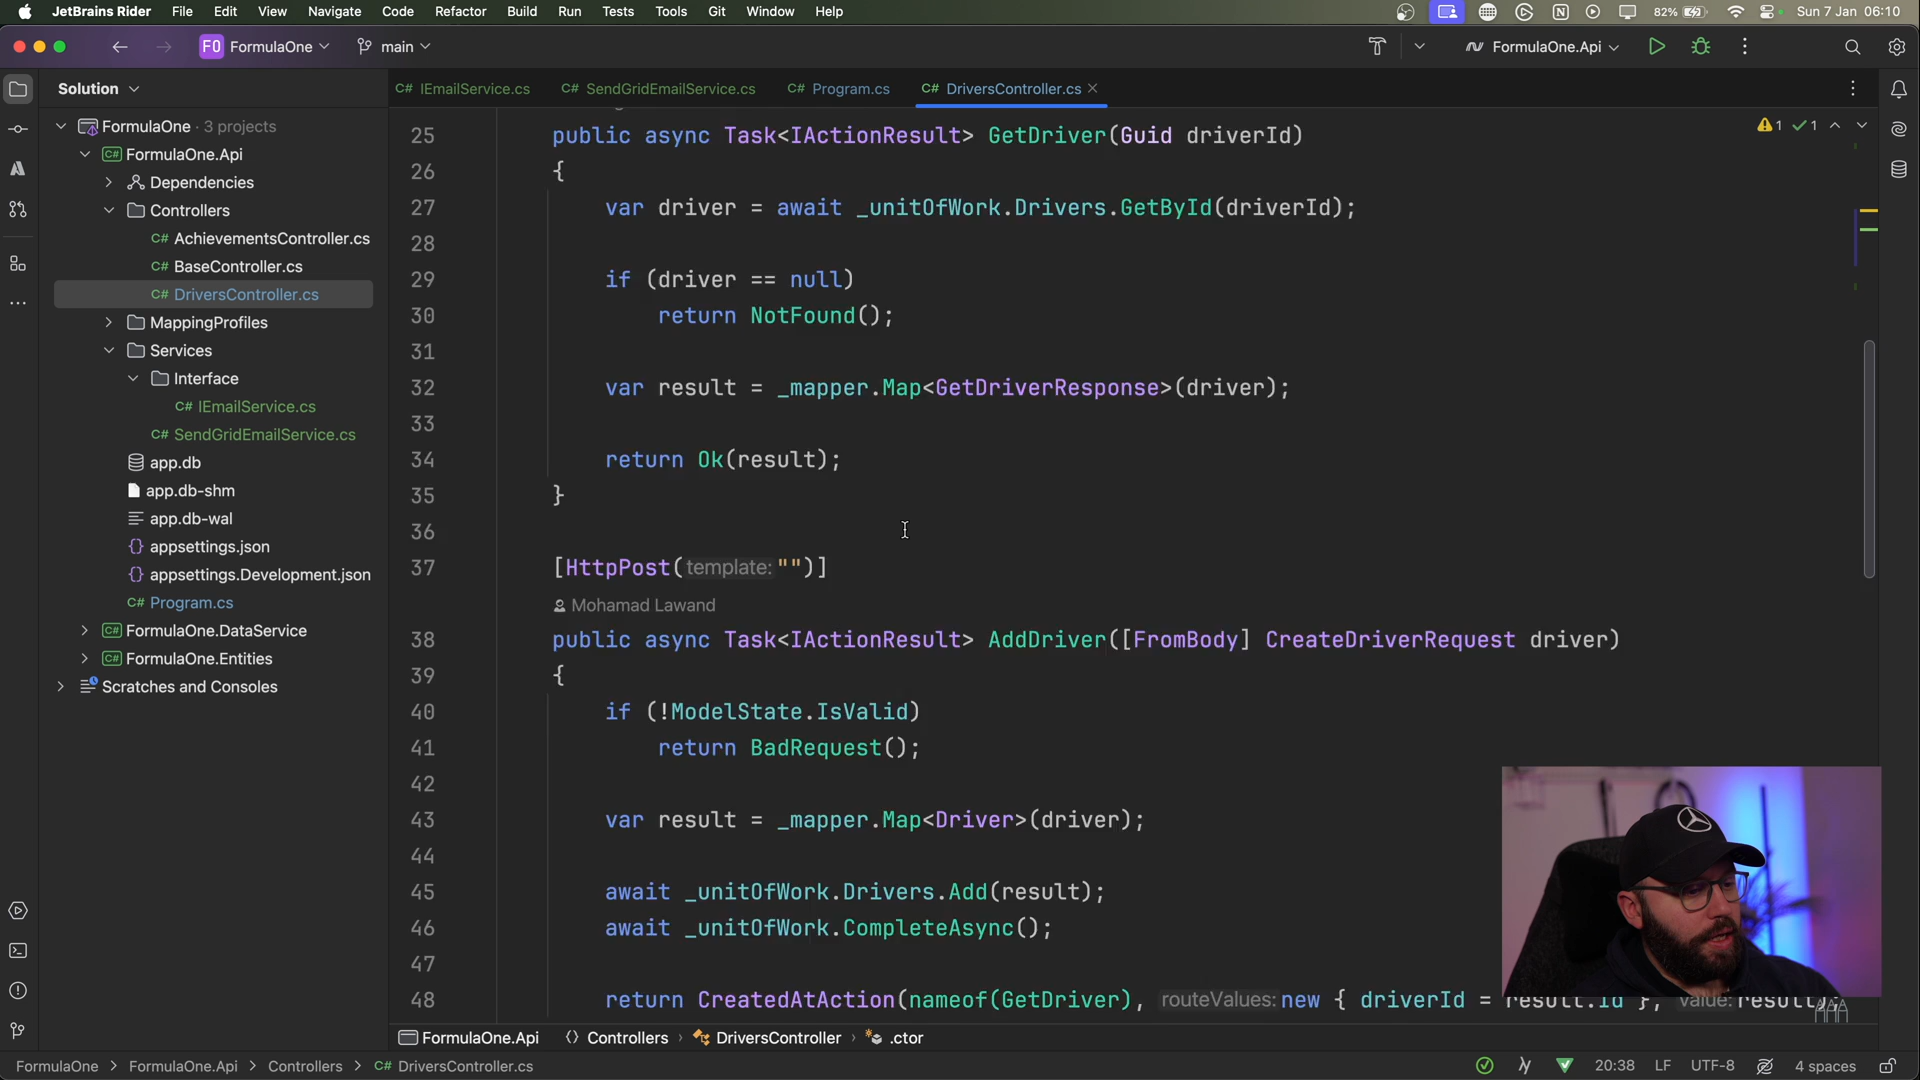 JetBrains Rider File Edit View Navigate Code Refactor Build Run Tests Tools Git Window Help 82% Sun 7 Jan 06:10
FO FormulaOne main FormulaOne.Api
Solution
C# IEmailService.cs C# SendGridEmailService.cs C# Program.cs C# DriversController.cs
FormulaOne · 3 projects
C# FormulaOne.Api
Dependencies
Controllers
C# AchievementsController.cs
C# BaseController.cs
C# DriversController.cs
MappingProfiles
Services
Interface
C# IEmailService.cs
C# SendGridEmailService.cs
app.db
app.db-shm
app.db-wal
{} appsettings.json
{} appsettings.Development.json
C# Program.cs
C# FormulaOne.DataService
C# FormulaOne.Entities
Scratches and Consoles
1 1
25 public async Task<IActionResult> GetDriver(Guid driverId)
26 {
27 var driver = await _unitOfWork.Drivers.GetById(driverId);
28
29 if (driver == null)
30 return NotFound();
31
32 var result = _mapper.Map<GetDriverResponse>(driver);
33
34 return Ok(result);
35 }
36
37 [HttpPost(template: "")]
Mohamad Lawand
38 public async Task<IActionResult> AddDriver([FromBody] CreateDriverRequest driver)
39 {
40 if (!ModelState.IsValid)
41 return BadRequest();
42
43 var result = _mapper.Map<Driver>(driver);
44
45 await _unitOfWork.Drivers.Add(result);
46 await _unitOfWork.CompleteAsync();
47
48 return CreatedAtAction(nameof(GetDriver), routeValues: new { driverId = result.Id }, value: result);
FormulaOne.Api Controllers DriversController .ctor
FormulaOne FormulaOne.Api Controllers C# DriversController.cs 20:38 LF UTF-8 4 spaces